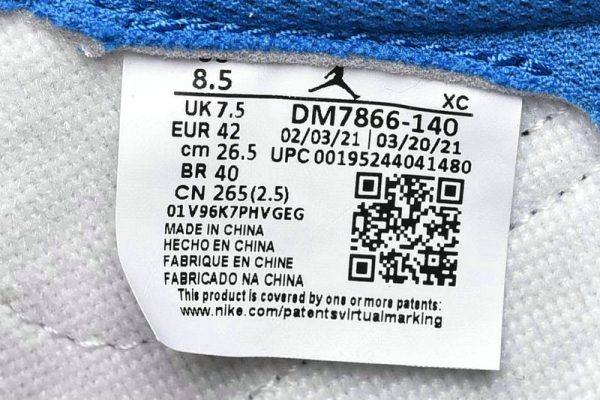 8.5
XC
UK 7.5
DM7866-140
EUR 42
02/03/21 | 03/20/21
cm 26.5
UPC 00195244041480
BR 40
CN 265(2.5)
01V96K7PHVGEG
MADE IN CHINA
HECHO EN CHINA
FABRIQUE EN CHINE
FABRICADO NA CHINA
This product is covered by one or more patents:
www.nike.com/patentsvirtualmarking